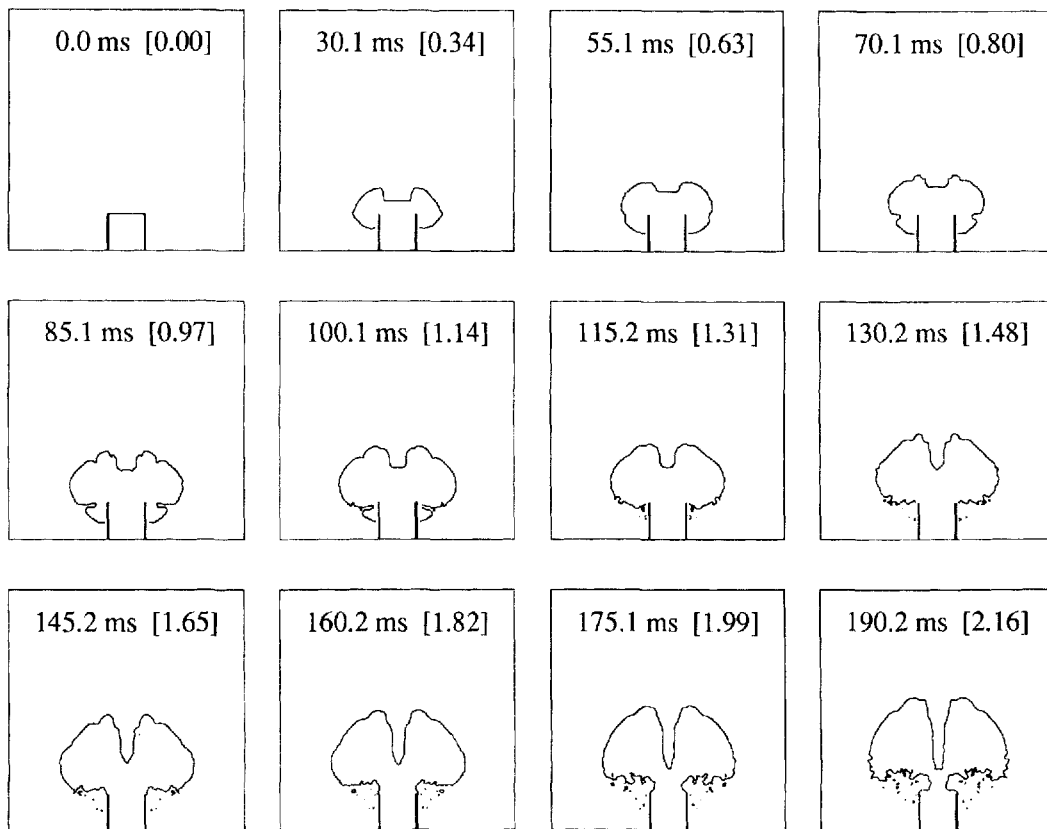 0.0 ms [0.00]
30.1 ms [0.34]
55.1 ms [0.63]
70.1 ms [0.80]
85.1 ms [0.97]
100.1 ms [1.14]
115.2 ms [1.31]
130.2 ms [1.48]
145.2 ms [1.65]
160.2 ms [1.82]
175.1 ms [1.99]
190.2 ms [2.16]